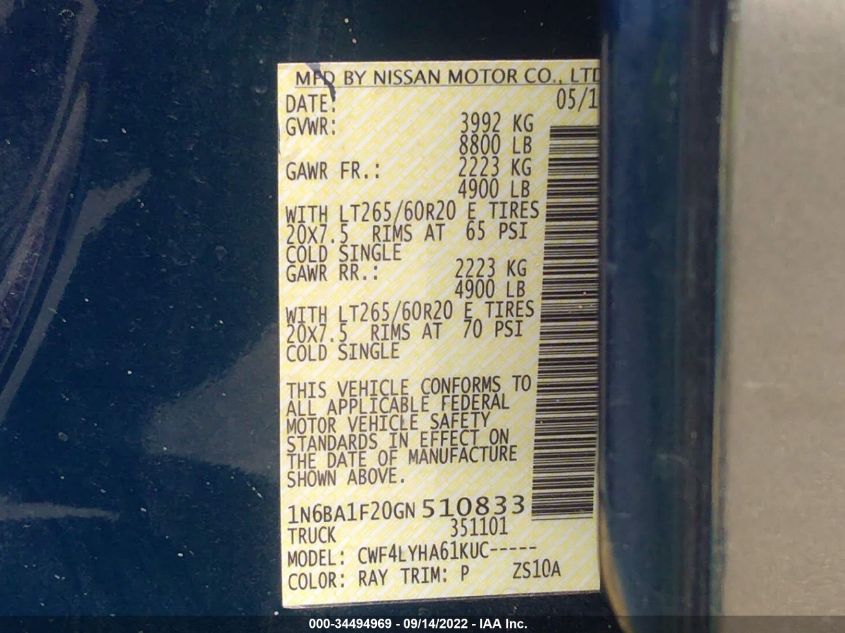 MFD BY NISSAN MOTOR CO., LTD
DATE: 05/1
GVWR: 3992 KG
8800 LB
GAWR FR.: 2223 KG
4900 LB
WITH LT265/60R20 E TIRES
20X7.5 RIMS AT 65 PSI
COLD SINGLE
GAWR RR.: 2223 KG
4900 LB
WITH LT265/60R20 E TIRES
20X7.5 RIMS AT 70 PSI
COLD SINGLE
THIS VEHICLE CONFORMS TO
ALL APPLICABLE FEDERAL
MOTOR VEHICLE SAFETY
STANDARDS IN EFFECT ON
THE DATE OF MANUFACTURE
SHOWN ABOVE.
1N6BA1F20GN 510833
TRUCK 351101
MODEL: CWF4LYHA61KUC-----
COLOR: RAY TRIM: P ZS10A
000-34494969 - 09/14/2022 - IAA Inc.